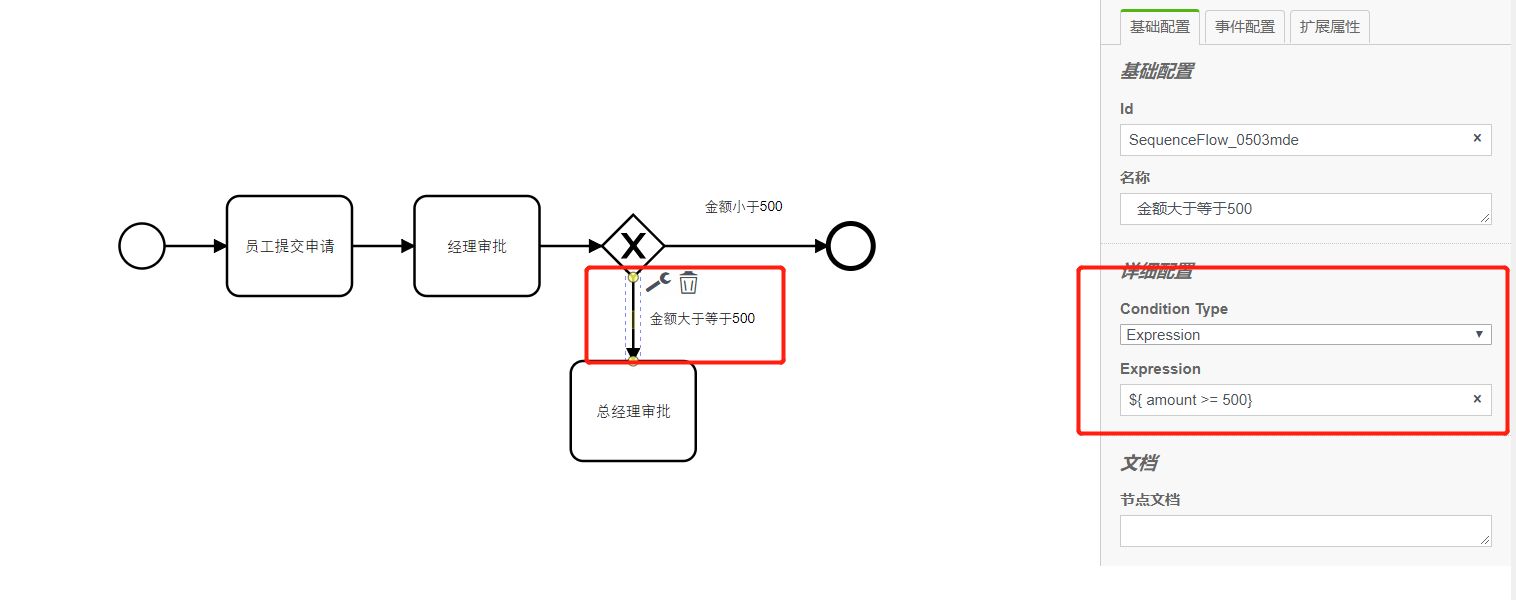 基础配置
事件配置
扩展属性
基础配置
Id
SequenceFlow_0503mde
×
名称
金额大于等于500
详细配置
Condition Type
Expression
Expression
${ amount >= 500}
×
文档
节点文档
员工提交申请
经理审批
X
金额小于500
金额大于等于500
总经理审批